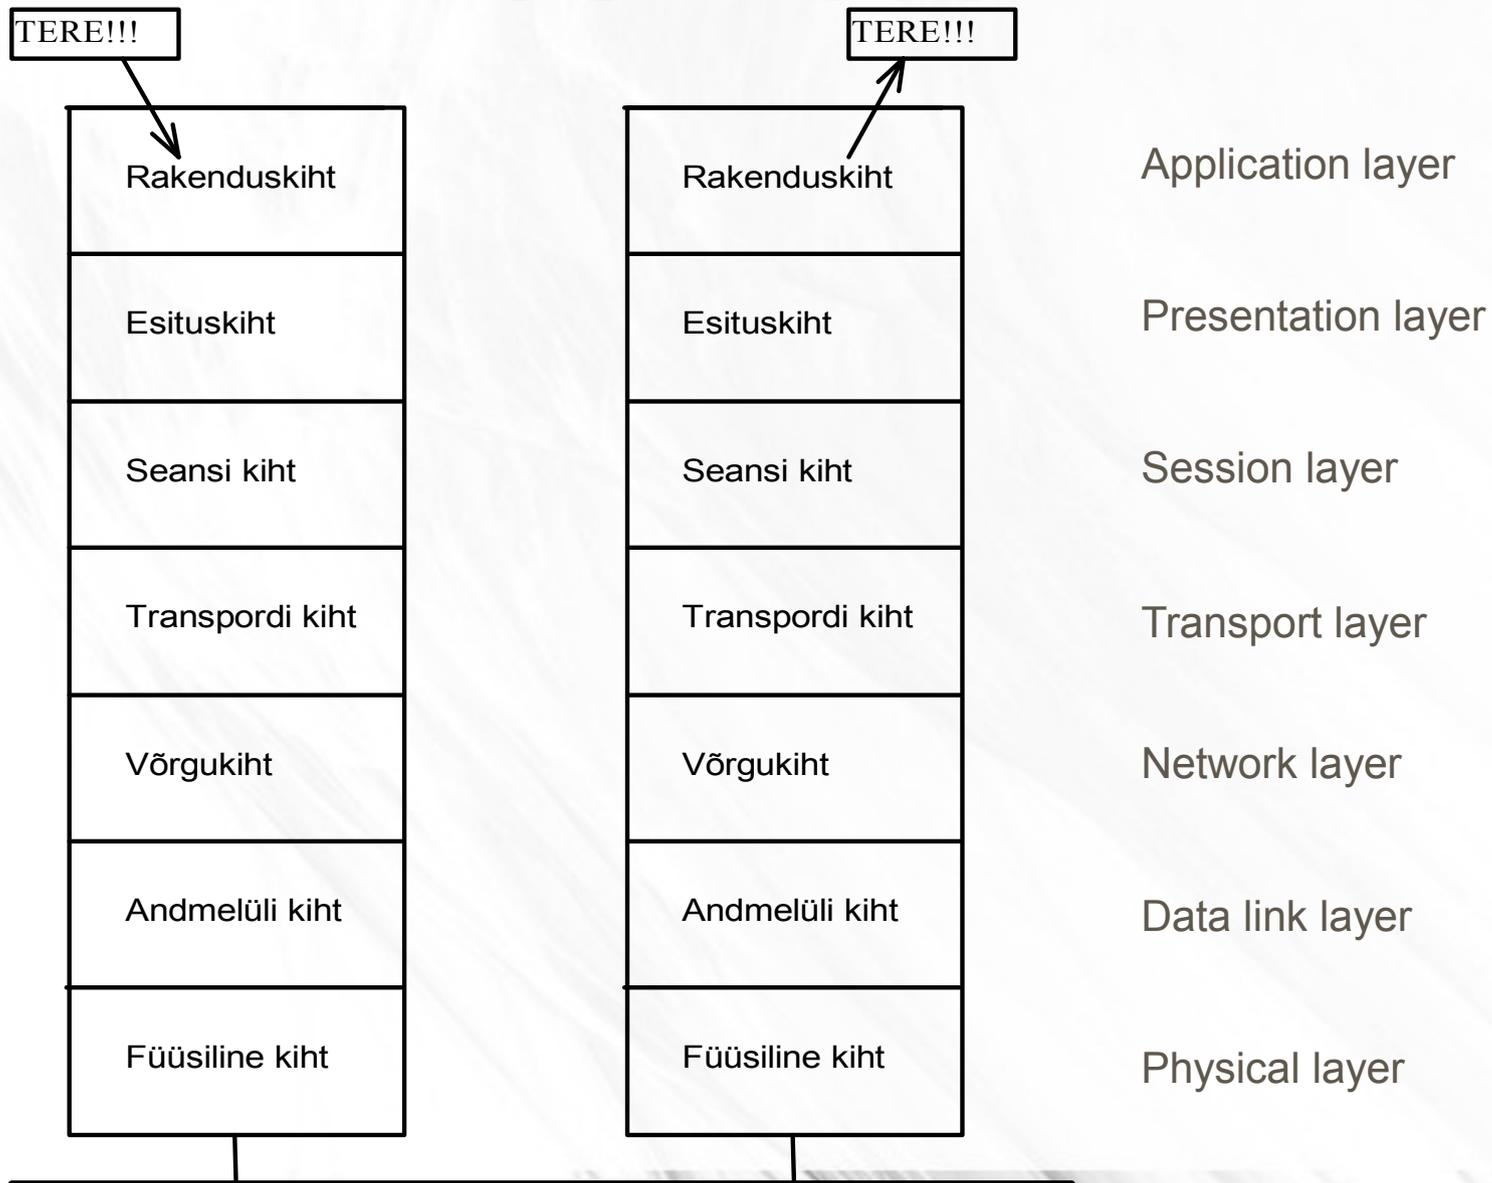 TERE!!!
TERE!!!
Rakenduskiht
Rakenduskiht
Application layer
Esituskiht
Esituskiht
Presentation layer
Seansi kiht
Seansi kiht
Session layer
Transpordi kiht
Transpordi kiht
Transport layer
Võrgukiht
Võrgukiht
Network layer
Andmelüli kiht
Andmelüli kiht
Data link layer
Füüsiline kiht
Füüsiline kiht
Physical layer